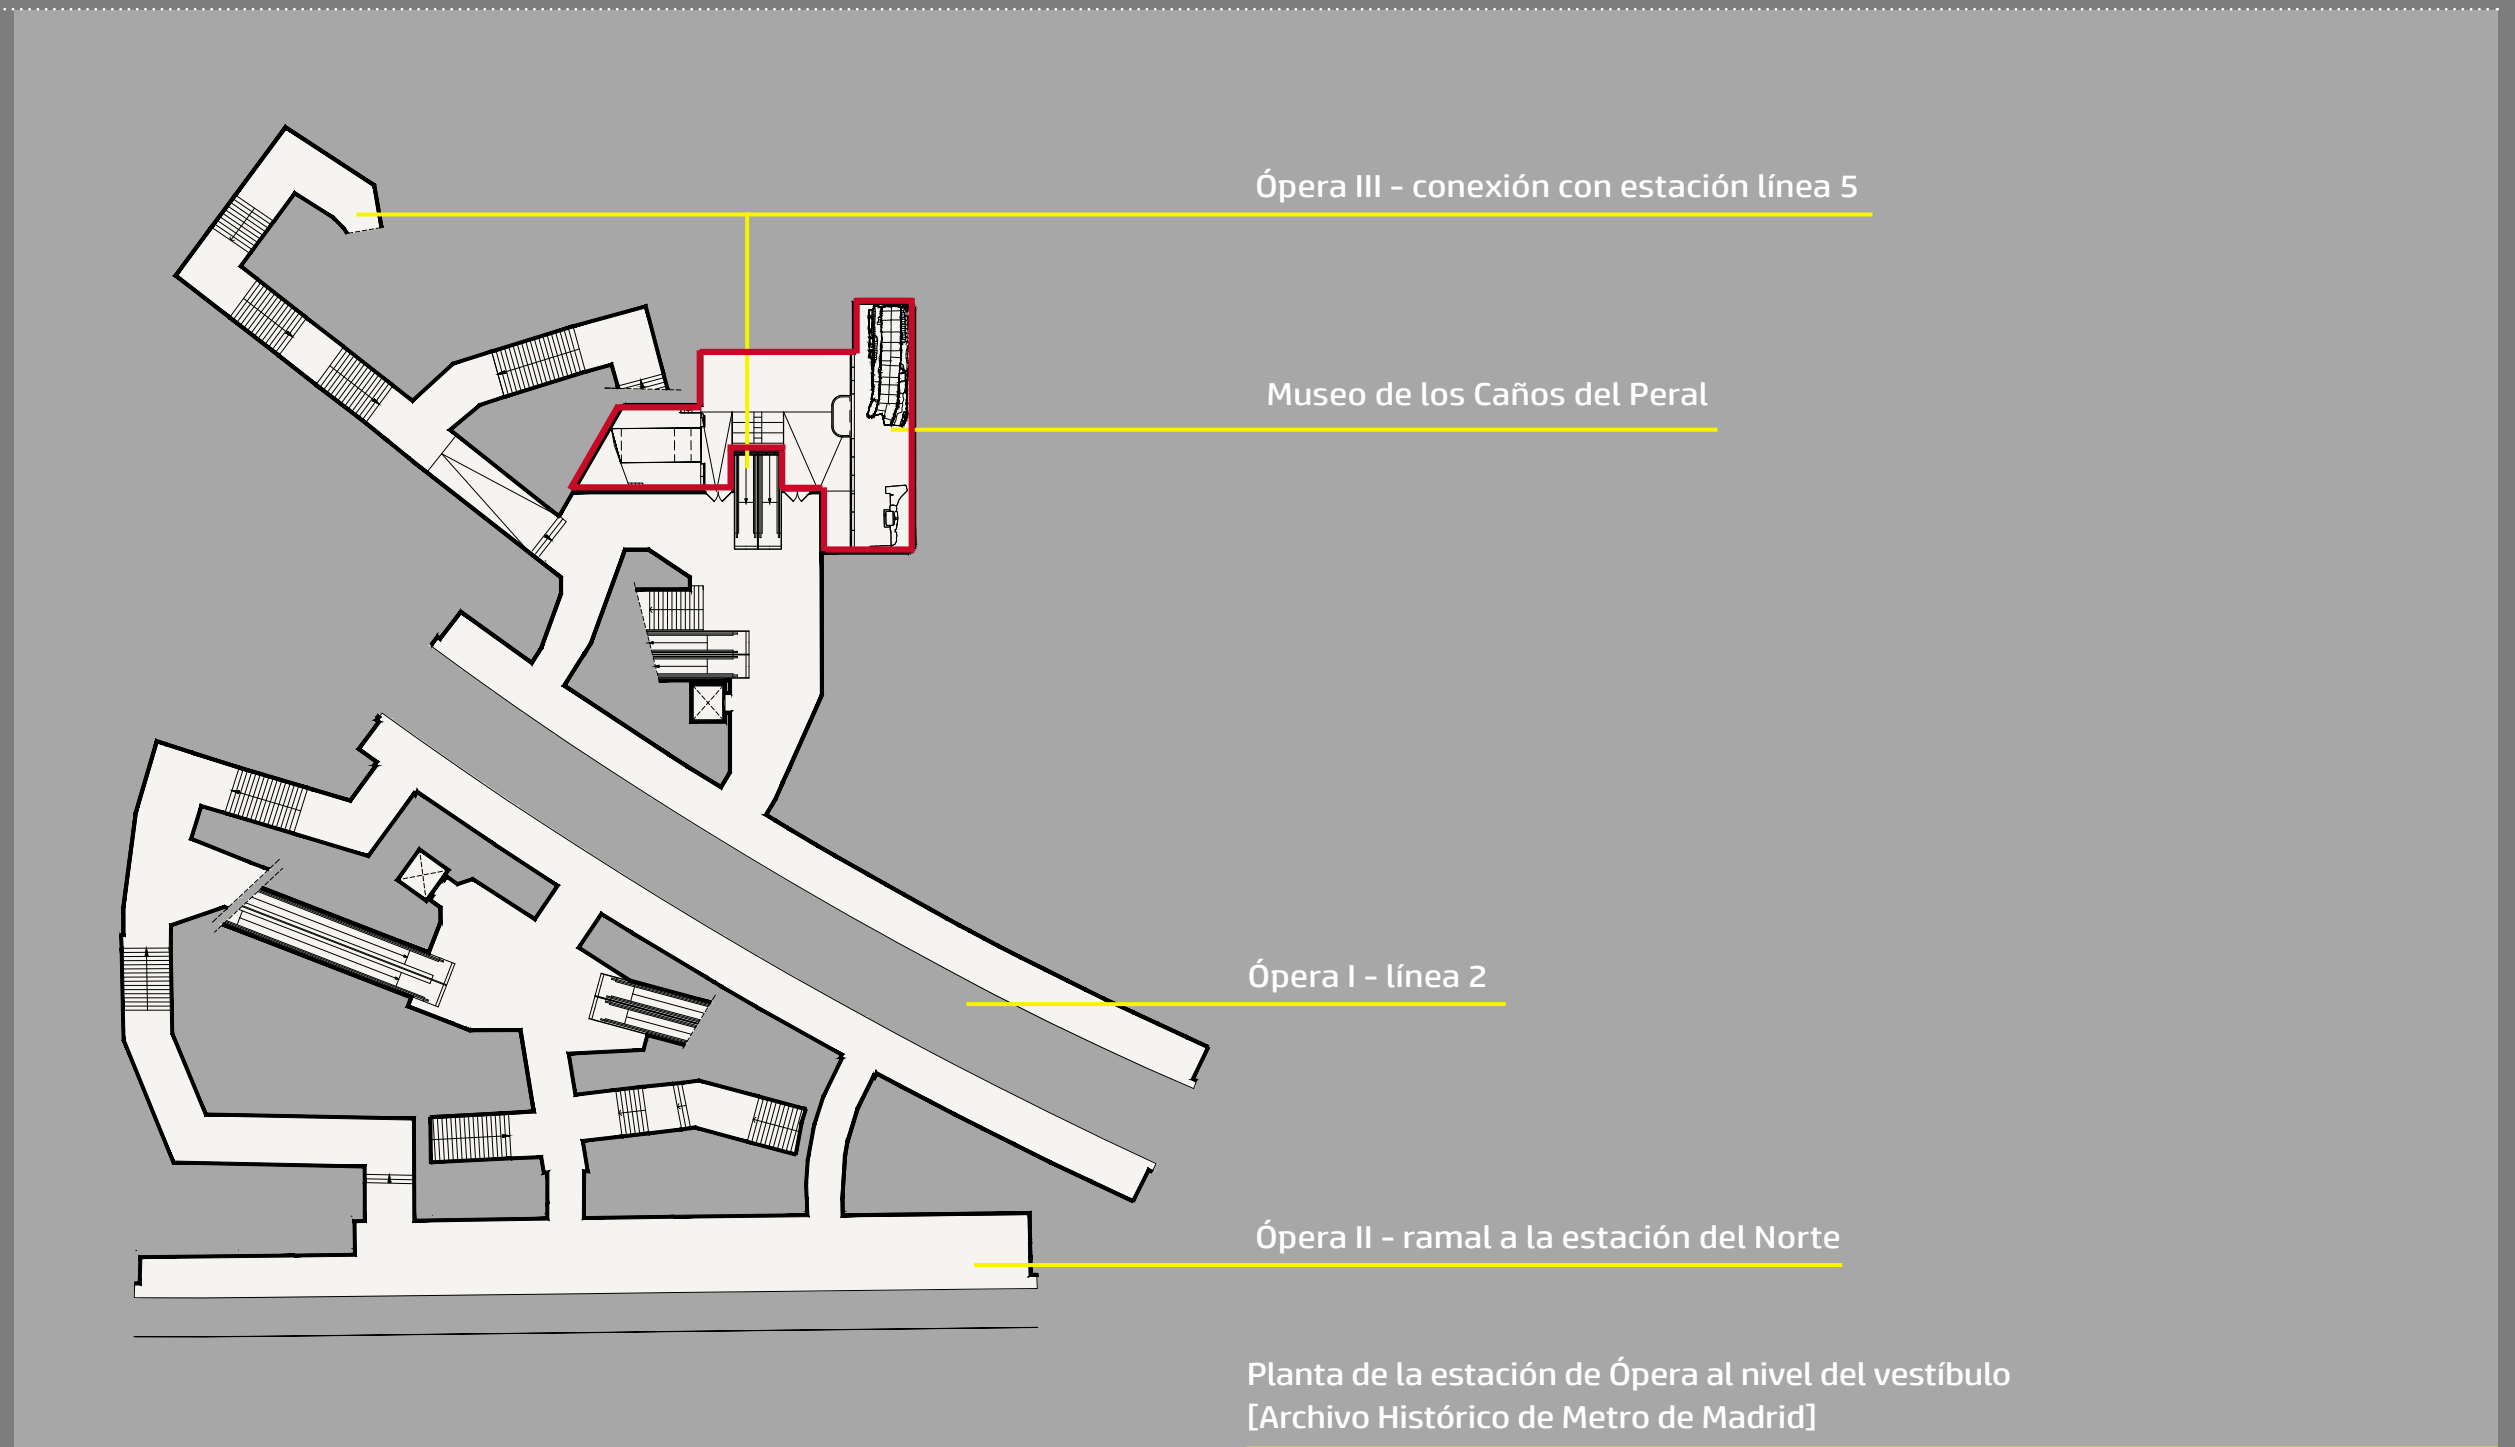 Ópera III - conexión con estación línea 5
Museo de los Caños del Peral
Ópera I - línea 2
Ópera II - ramal a la estación del Norte
Planta de la estación de Ópera al nivel del vestíbulo
[Archivo Histórico de Metro de Madrid]